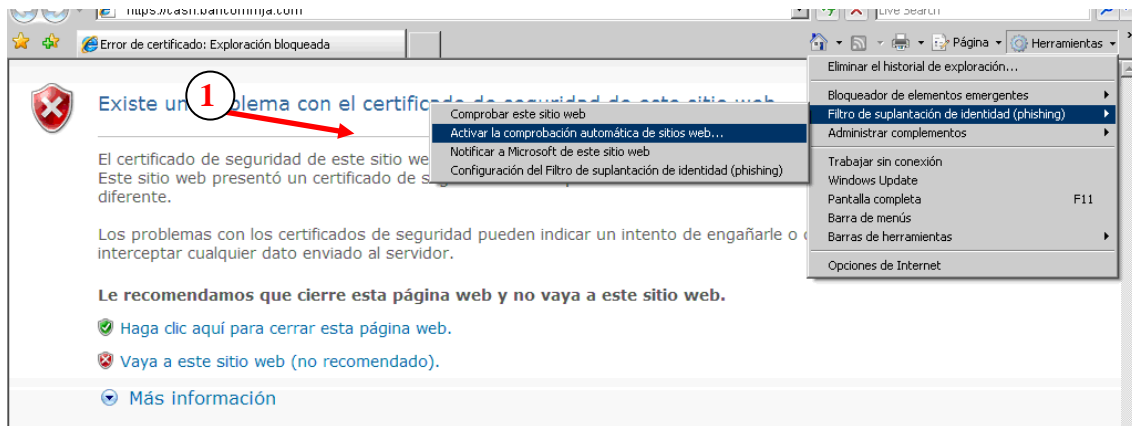 Live Search
Error de certificado: Exploración bloqueada
Página
Herramientas
Eliminar el historial de exploración...
Bloqueador de elementos emergentes
Filtro de suplantación de identidad (phishing)
Administrar complementos
Trabajar sin conexión
Windows Update
Pantalla completa F11
Barra de menús
Barras de herramientas
Opciones de Internet
Comprobar este sitio web
Activar la comprobación automática de sitios web...
Notificar a Microsoft de este sitio web
Configuración del Filtro de suplantación de identidad (phishing)
1
Existe un problema con el certificado de seguridad de este sitio web
El certificado de seguridad de este sitio we
Este sitio web presentó un certificado de
diferente.
Los problemas con los certificados de seguridad pueden indicar un intento de engañarle o
interceptar cualquier dato enviado al servidor.
Le recomendamos que cierre esta página web y no vaya a este sitio web.
Haga clic aquí para cerrar esta página web.
Vaya a este sitio web (no recomendado).
Más información